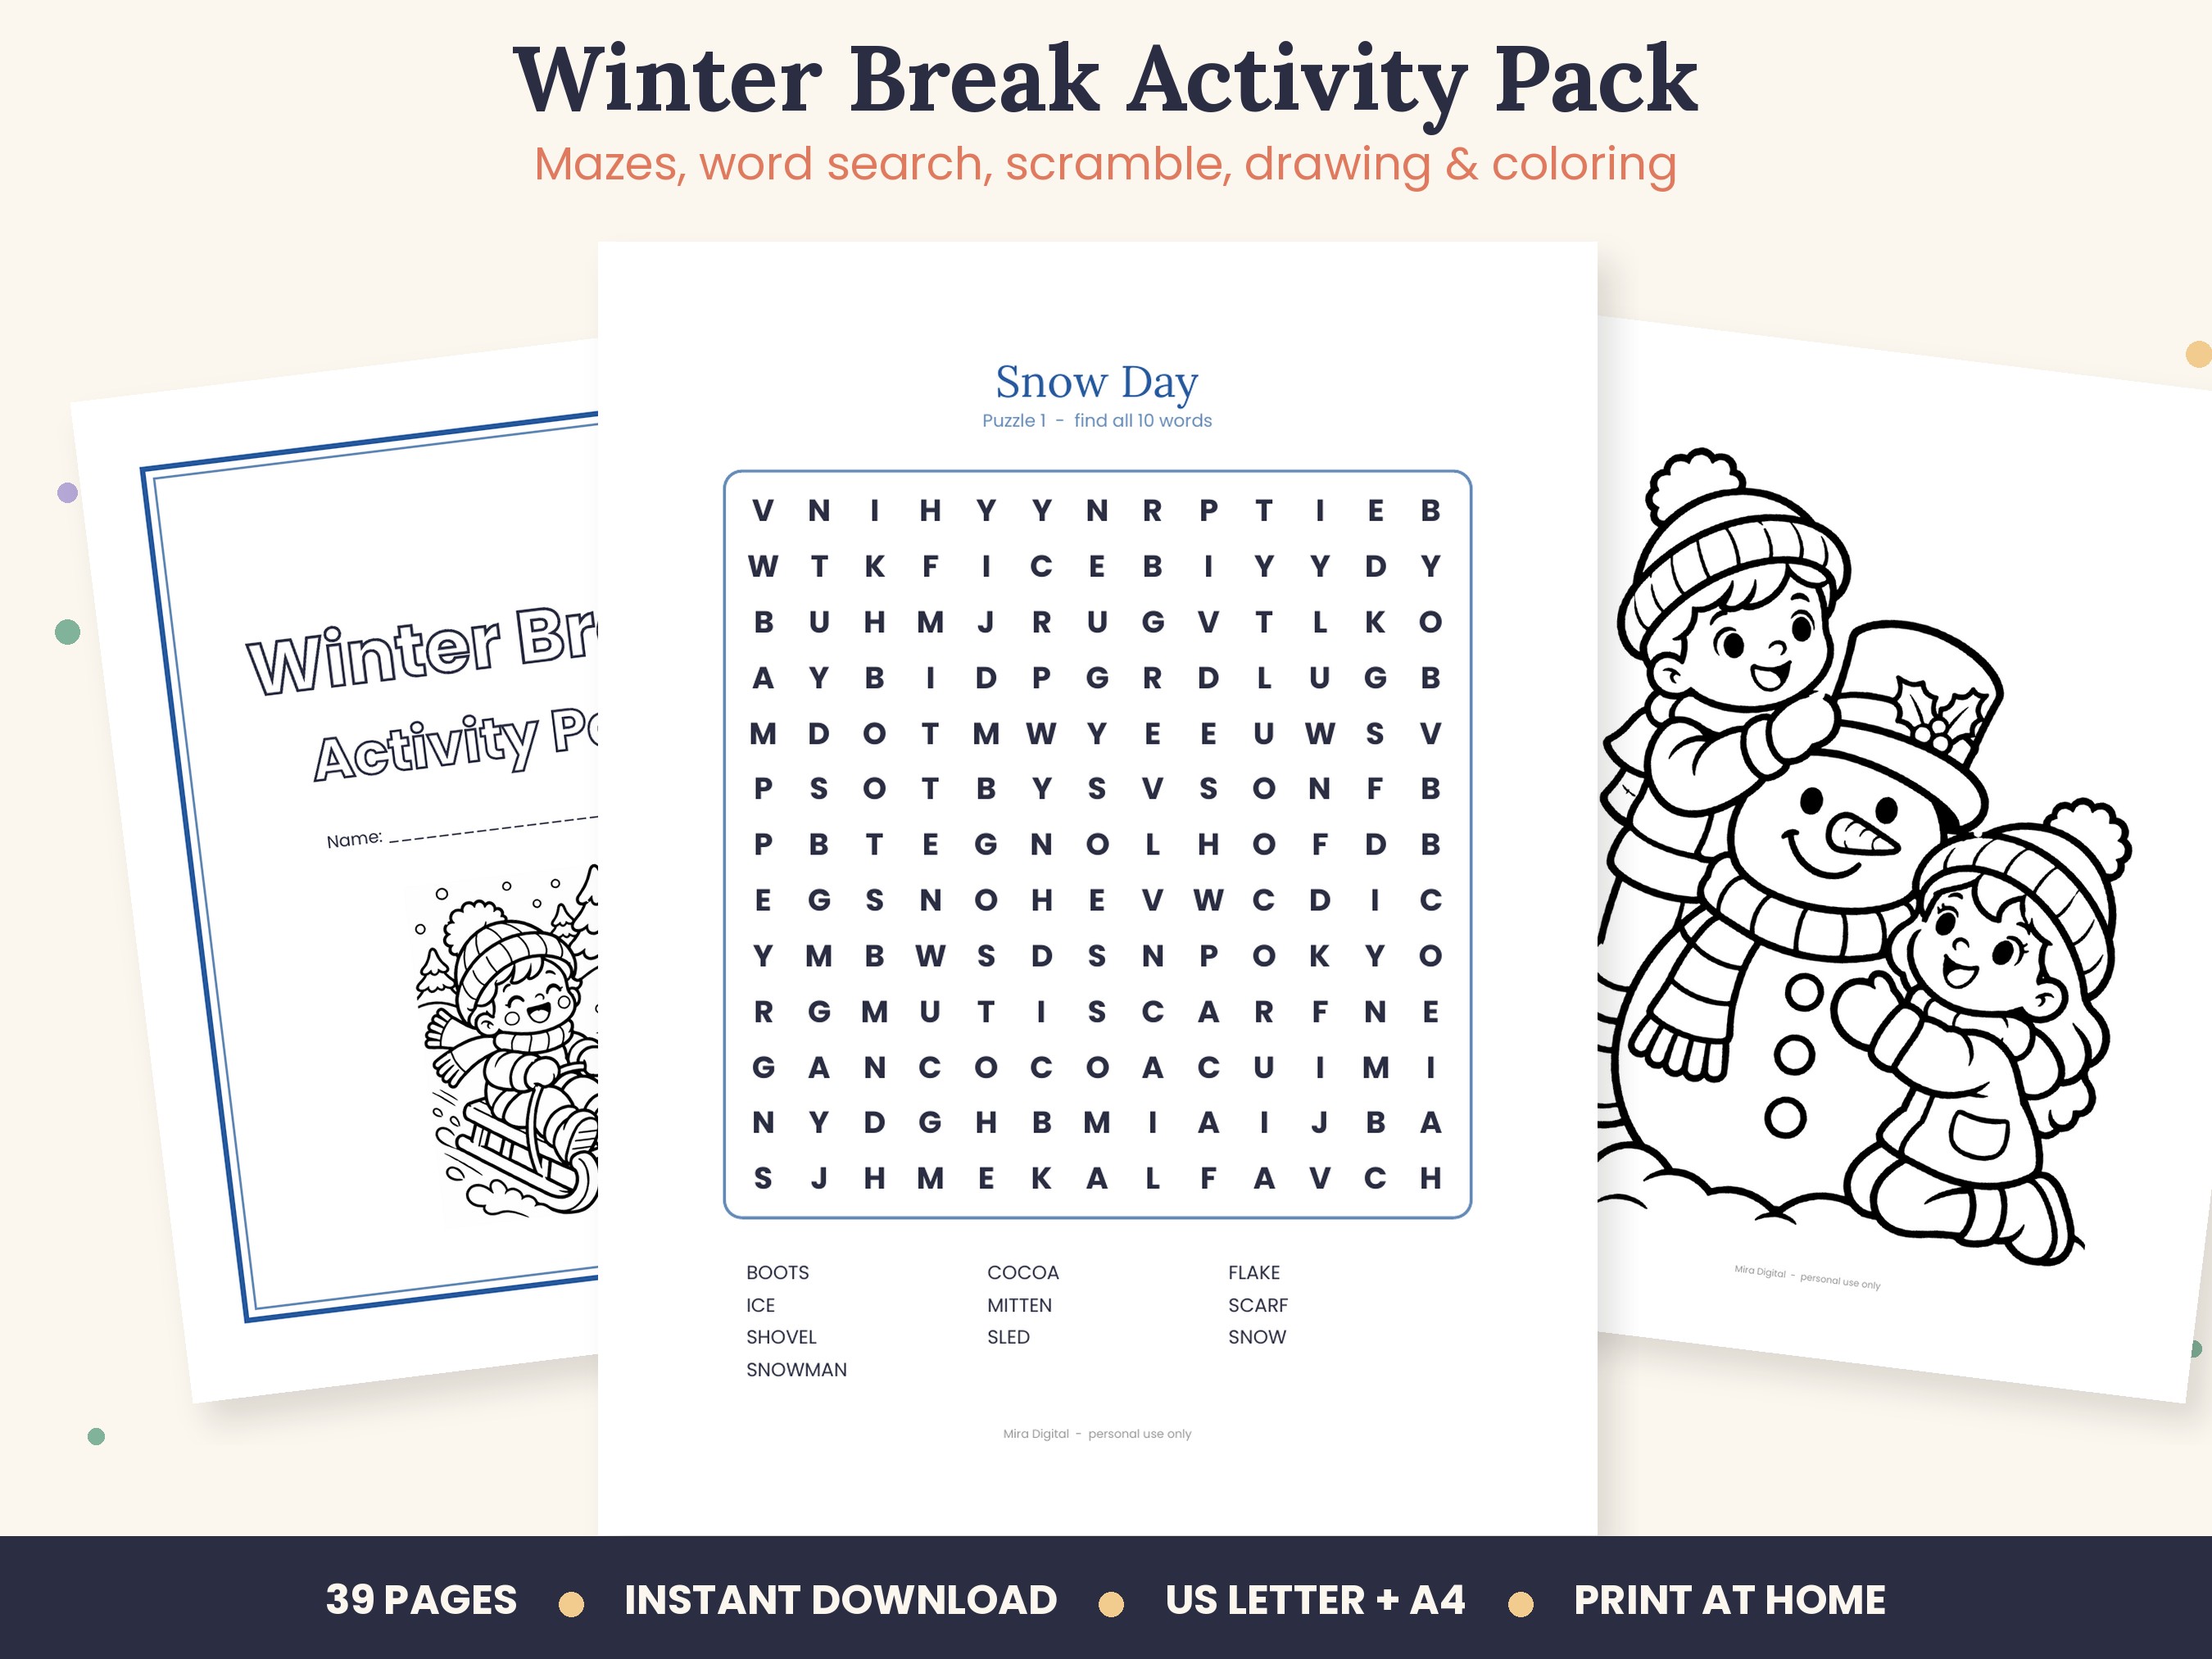 Winter Break Activity Pack
Mazes, word search, scramble, drawing & coloring
Winter Br
Activity P
Name:
Snow Day
Puzzle 1 - find all 10 words
V N I H Y Y N R P T I E B
W T K F I C E B I Y Y D Y
B U H M J R U G V T L K O
A Y B I D P G R D L U G B
M D O T M W Y E E U W S V
P S O T B Y S V S O N F B
P B T E G N O L H O F D B
E G S N O H E V W C D I C
Y M B W S D S N P O K Y O
R G M U T I S C A R F N E
G A N C O C O A C U I M I
N Y D G H B M I A I J B A
S J H M E K A L F A V C H
BOOTS COCOA FLAKE
ICE MITTEN SCARF
SHOVEL SLED SNOW
SNOWMAN
Mira Digital - personal use only
Mira Digital - personal use only
39 PAGES • INSTANT DOWNLOAD • US LETTER + A4 • PRINT AT HOME